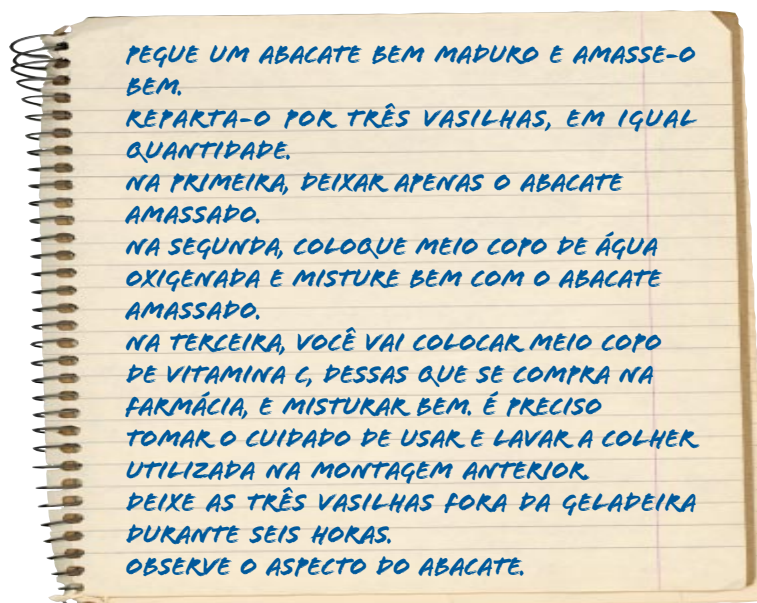 PEGUE UM ABACATE BEM MADURO E AMASSE-O
BEM.
REPARTA-O POR TRÊS VASILHAS, EM IGUAL
QUANTIDADE.
NA PRIMEIRA, DEIXAR APENAS O ABACATE
AMASSADO.
NA SEGUNDA, COLOQUE MEIO COPO DE ÁGUA
OXIGENADA E MISTURE BEM COM O ABACATE
AMASSADO.
NA TERCEIRA, VOCÊ VAI COLOCAR MEIO COPO
DE VITAMINA C, DESSAS QUE SE COMPRA NA
FARMÁCIA, E MISTURAR BEM. É PRECISO
TOMAR O CUIDADO DE USAR E LAVAR A COLHER
UTILIZADA NA MONTAGEM ANTERIOR.
DEIXE AS TRÊS VASILHAS FORA DA GELADEIRA
DURANTE SEIS HORAS.
OBSERVE O ASPECTO DO ABACATE.